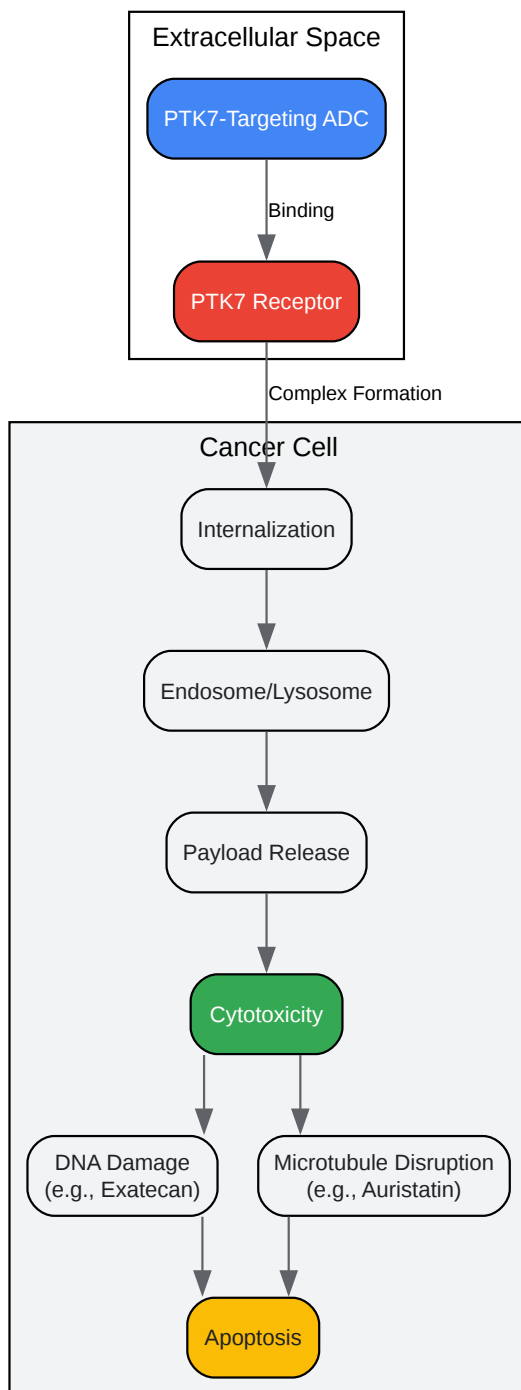 Extracellular Space
PTK7-Targeting ADC
Binding
PTK7 Receptor
Complex Formation
Cancer Cell
Internalization
Endosome/Lysosome
Payload Release
Cytotoxicity
DNA Damage
(e.g., Exatecan)
Microtubule Disruption
(e.g., Auristatin)
Apoptosis